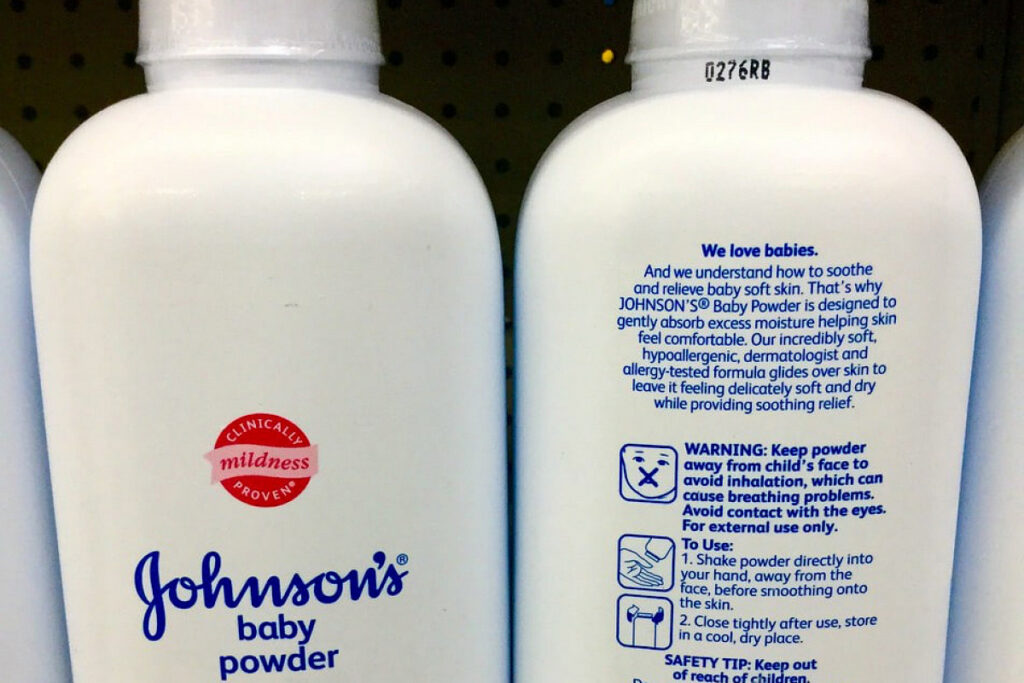 CLINICALLY
mildness
PROVEN®
Johnson's®
baby
powder
0276RB
We love babies.
And we understand how to soothe
and relieve baby soft skin. That's why
JOHNSON'S® Baby Powder is designed to
gently absorb excess moisture helping skin
feel comfortable. Our incredibly soft,
hypoallergenic, dermatologist and
allergy-tested formula glides over skin to
leave it feeling delicately soft and dry
while providing soothing relief.
WARNING: Keep powder
away from child's face to
avoid inhalation, which can
cause breathing problems.
Avoid contact with the eyes.
For external use only.
To Use:
1. Shake powder directly into
your hand, away from the
face, before smoothing onto
the skin.
2. Close tightly after use, store
in a cool, dry place.
SAFETY TIP: Keep out
of reach of children.